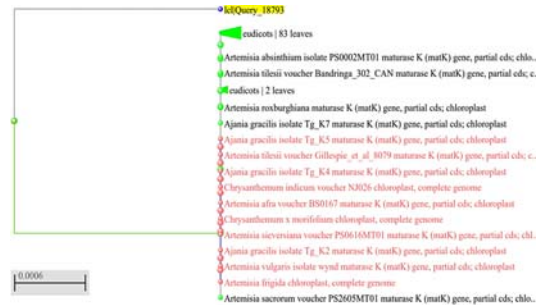 lcl|Query_18793
eudicots | 83 leaves
Artemisia absinthium isolate PS0002MT01 maturase K (matK) gene, partial cds; chlo...
Artemisia tilesii voucher Bandringa_302_CAN maturase K (matK) gene, partial cds; c...
eudicots | 2 leaves
Artemisia roxburghiana maturase K (matK) gene, partial cds; chloroplast
Ajania gracilis isolate Tg_K7 maturase K (matK) gene, partial cds; chloroplast
Ajania gracilis isolate Tg_K5 maturase K (matK) gene, partial cds; chloroplast
Artemisia tilesii voucher Gillespie_et_al_8079 maturase K (matK) gene, partial cds; c...
Ajania gracilis isolate Tg_K4 maturase K (matK) gene, partial cds; chloroplast
Chrysanthemum indicum voucher NJ026 chloroplast, complete genome
Artemisia afra voucher BS0167 maturase K (matK) gene, partial cds; chloroplast
Chrysanthemum x morifolium chloroplast, complete genome
Artemisia sieversiana voucher PS0616MT01 maturase K (matK) gene, partial cds; chl...
Ajania gracilis isolate Tg_K2 maturase K (matK) gene, partial cds; chloroplast
Artemisia vulgaris isolate wynd maturase K (matK) gene, partial cds; chloroplast
Artemisia frigida chloroplast, complete genome
Artemisia sacrorum voucher PS2605MT01 maturase K (matK) gene, partial cds; chlo...
0.0006